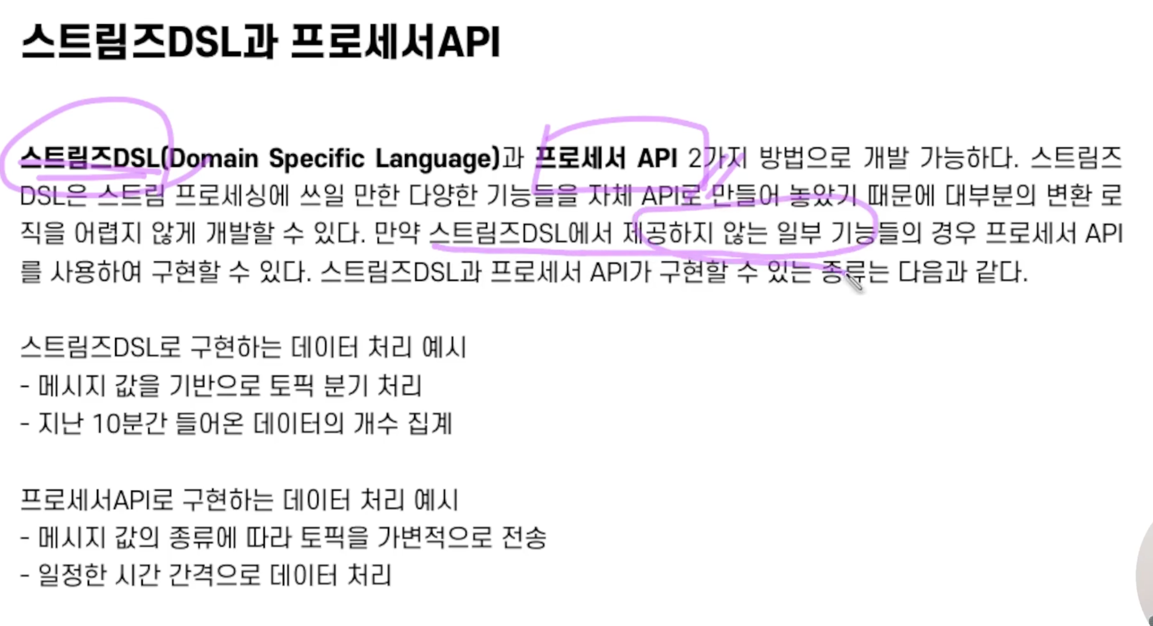 스트림즈DSL과 프로세서API
스트림즈DSL(Domain Specific Language)과 프로세서 API 2가지 방법으로 개발 가능하다. 스트림즈
DSL은 스트림 프로세싱에 쓰일 만한 다양한 기능들을 자체 API로 만들어 놓았기 때문에 대부분의 변환 로
직을 어렵지 않게 개발할 수 있다. 만약 스트림즈DSL에서 제공하지 않는 일부 기능들의 경우 프로세서 API
를 사용하여 구현할 수 있다. 스트림즈DSL과 프로세서 API가 구현할 수 있는 종류는 다음과 같다.
스트림즈DSL로 구현하는 데이터 처리 예시
- 메시지 값을 기반으로 토픽 분기 처리
- 지난 10분간 들어온 데이터의 개수 집계
프로세서API로 구현하는 데이터 처리 예시
- 메시지 값의 종류에 따라 토픽을 가변적으로 전송
- 일정한 시간 간격으로 데이터 처리